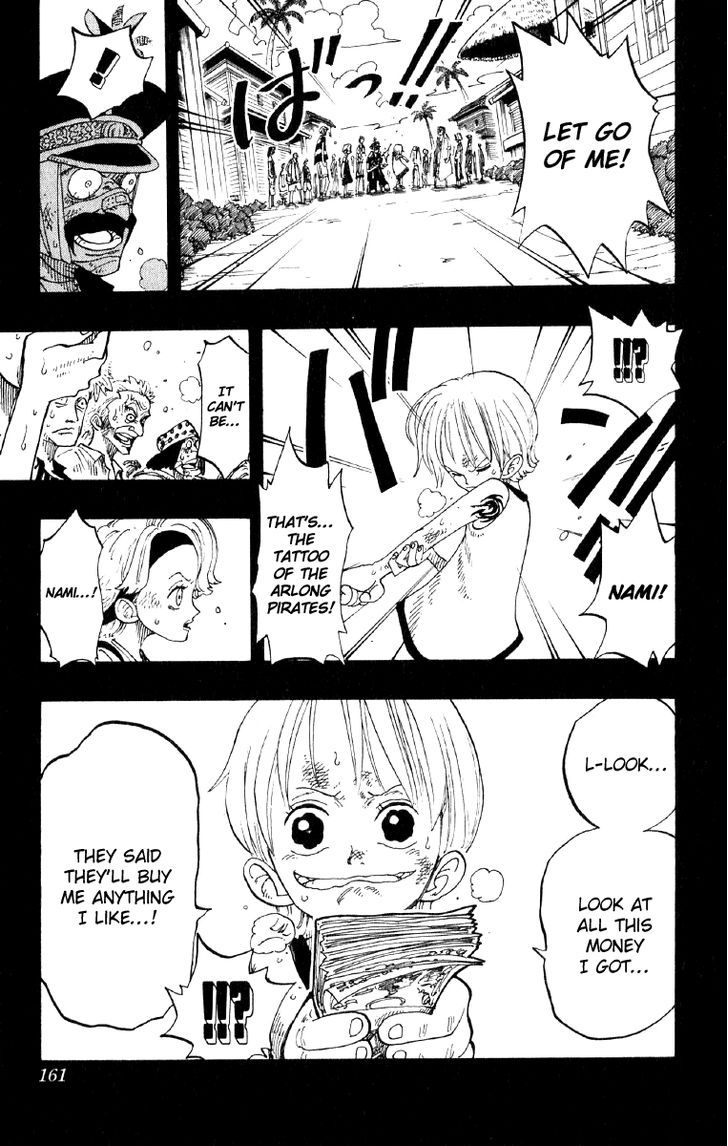 LET GO
OF ME!
ばっ!!
!
!!?
NAMI!
THAT'S...
THE
TATTOO
OF THE
ARLONG
PIRATES!
IT
CAN'T
BE...
NAMI...!
L-LOOK...
LOOK AT
ALL THIS
MONEY
I GOT...
THEY SAID
THEY'LL BUY
ME ANYTHING
I LIKE...!
!!?
161